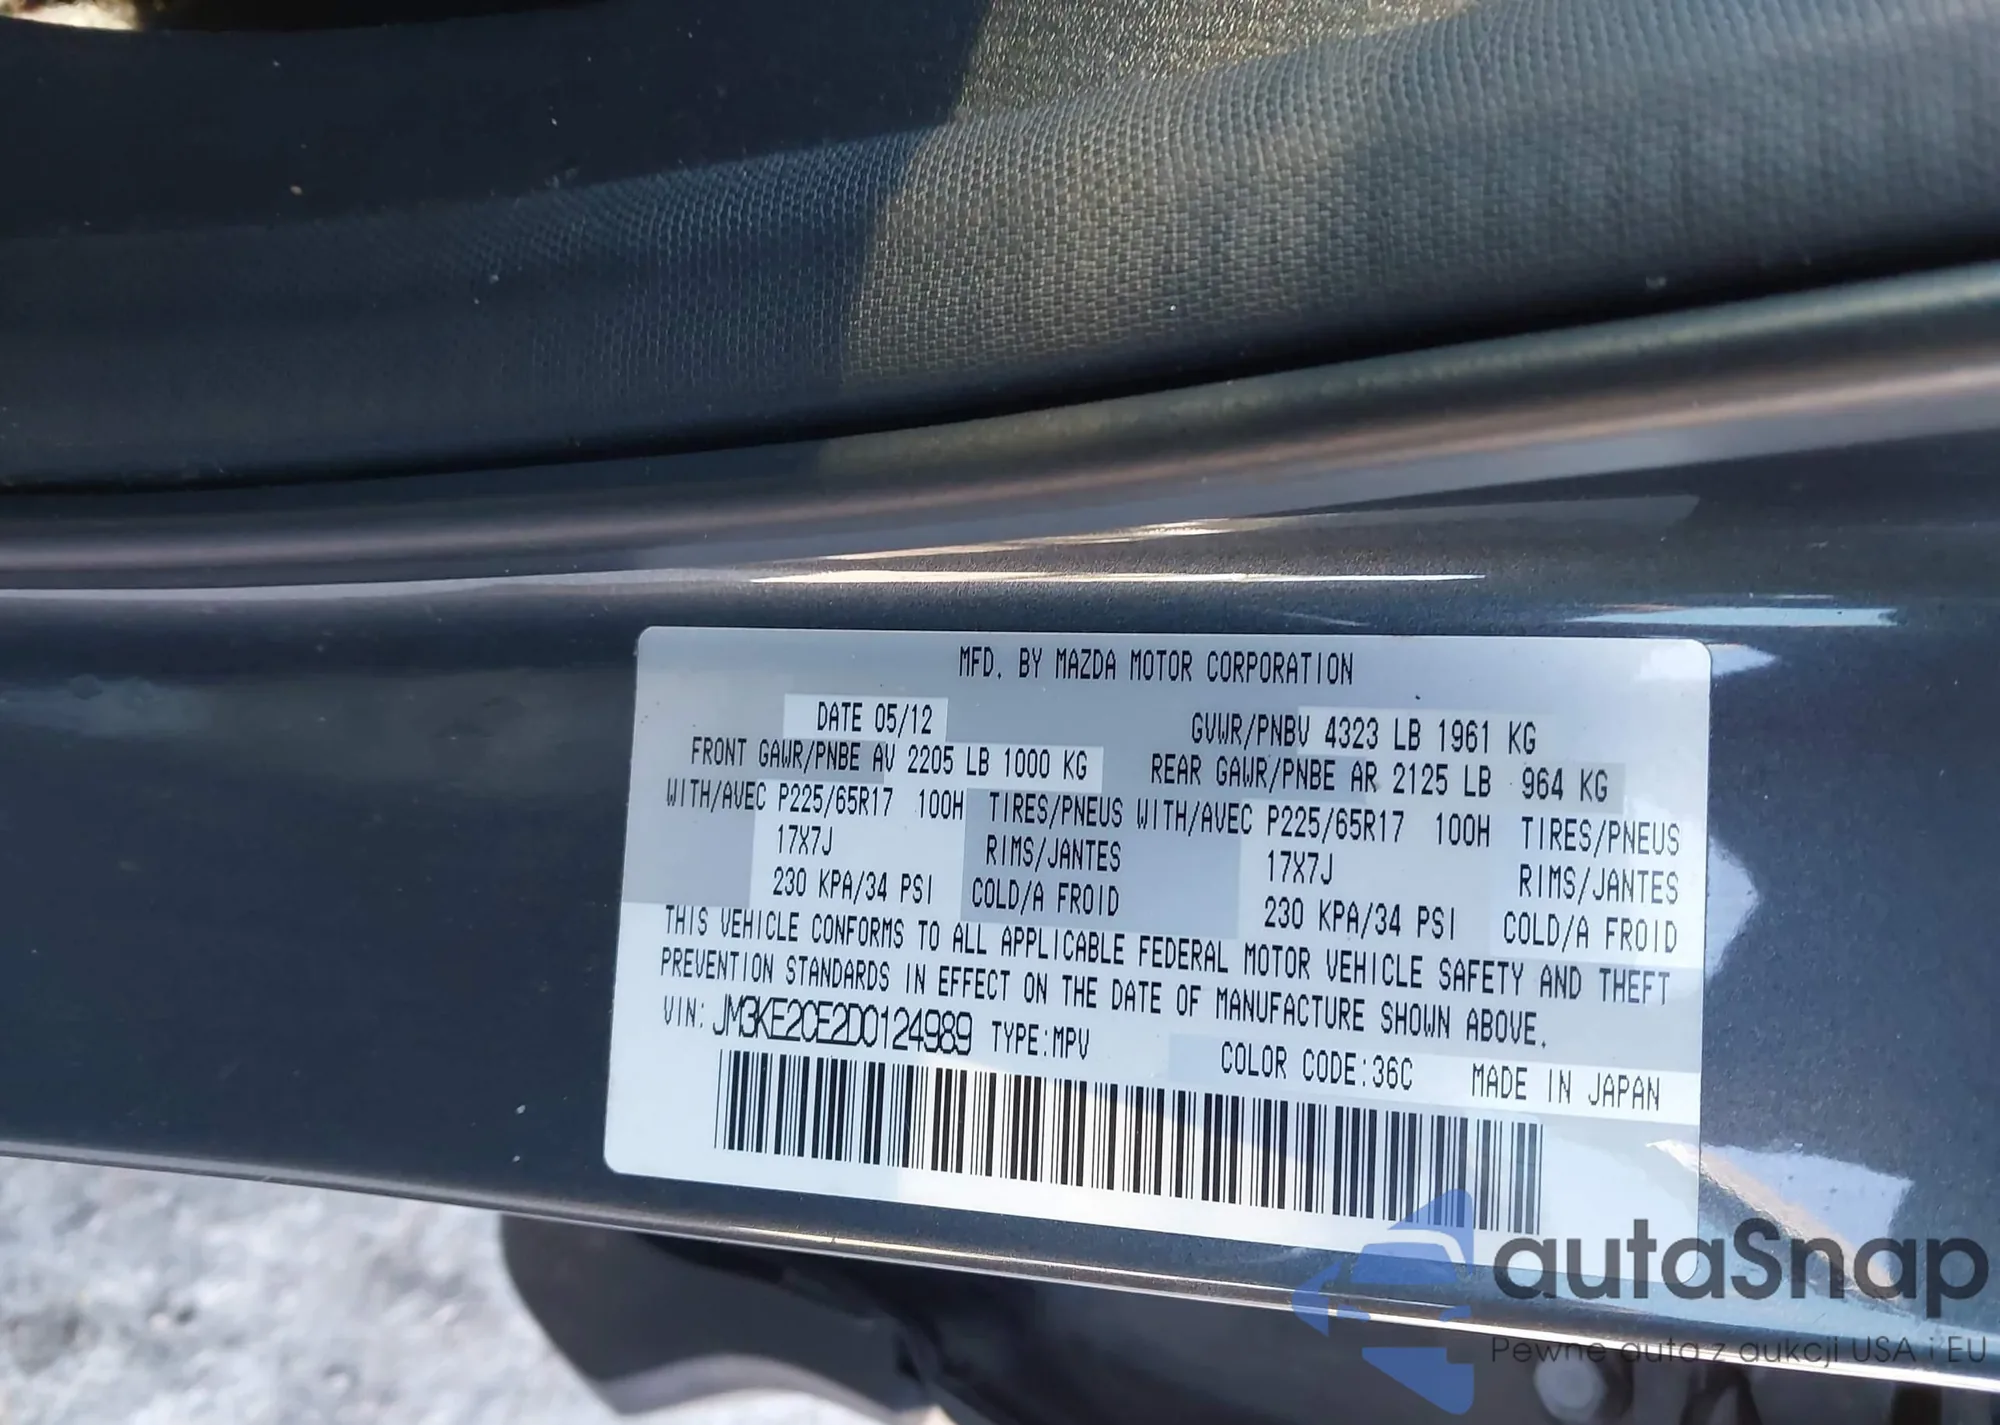 MFD. BY MAZDA MOTOR CORPORATION
DATE 05/12 GVWR/PNBV 4323 LB 1961 KG
FRONT GAWR/PNBE AV 2205 LB 1000 KG REAR GAWR/PNBE AR 2125 LB 964 KG
WITH/AVEC P225/65R17 100H TIRES/PNEUS WITH/AVEC P225/65R17 100H TIRES/PNEUS
17X7J RIMS/JANTES 17X7J RIMS/JANTES
230 KPA/34 PSI COLD/A FROID 230 KPA/34 PSI COLD/A FROID
THIS VEHICLE CONFORMS TO ALL APPLICABLE FEDERAL MOTOR VEHICLE SAFETY AND THEFT
PREVENTION STANDARDS IN EFFECT ON THE DATE OF MANUFACTURE SHOWN ABOVE.
VIN: JM3KE2CE2D0124989 TYPE:MPV COLOR CODE:36C MADE IN JAPAN
autaSnap
Pewne auta z aukcji USA i EU